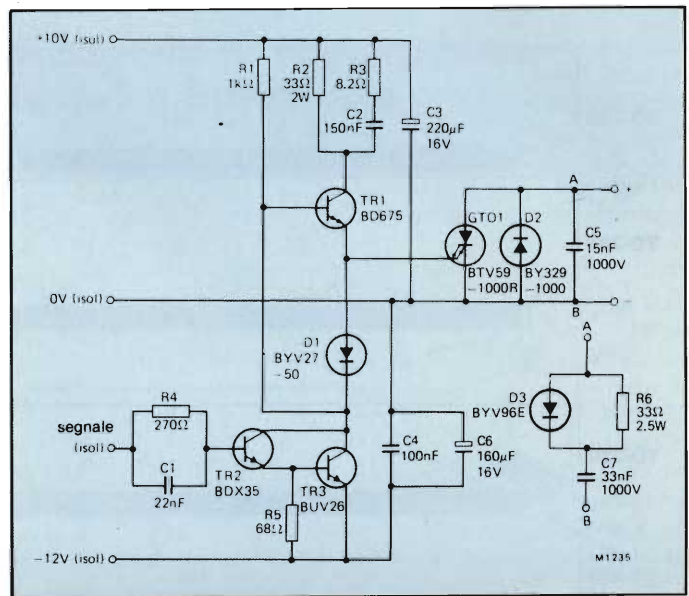 +10V (isol)
R1
1kΩ
R2
33Ω
2W
R3
8.2Ω
C2
150nF
C3
220µF
16V
TR1
BD675
GTO1
BTV59
-1000R
D2
BY329
-1000
A
+
C5
15nF
1000V
0V (isol)
B
-
D1
BYV27
-50
A
R4
270Ω
segnale
(isol)
C1
22nF
TR2
BDX35
TR3
BUV26
R5
68Ω
C4
100nF
C6
160µF
16V
D3
BYV96E
R6
33Ω
2.5W
C7
33nF
1000V
B
-12V (isol)
M1235